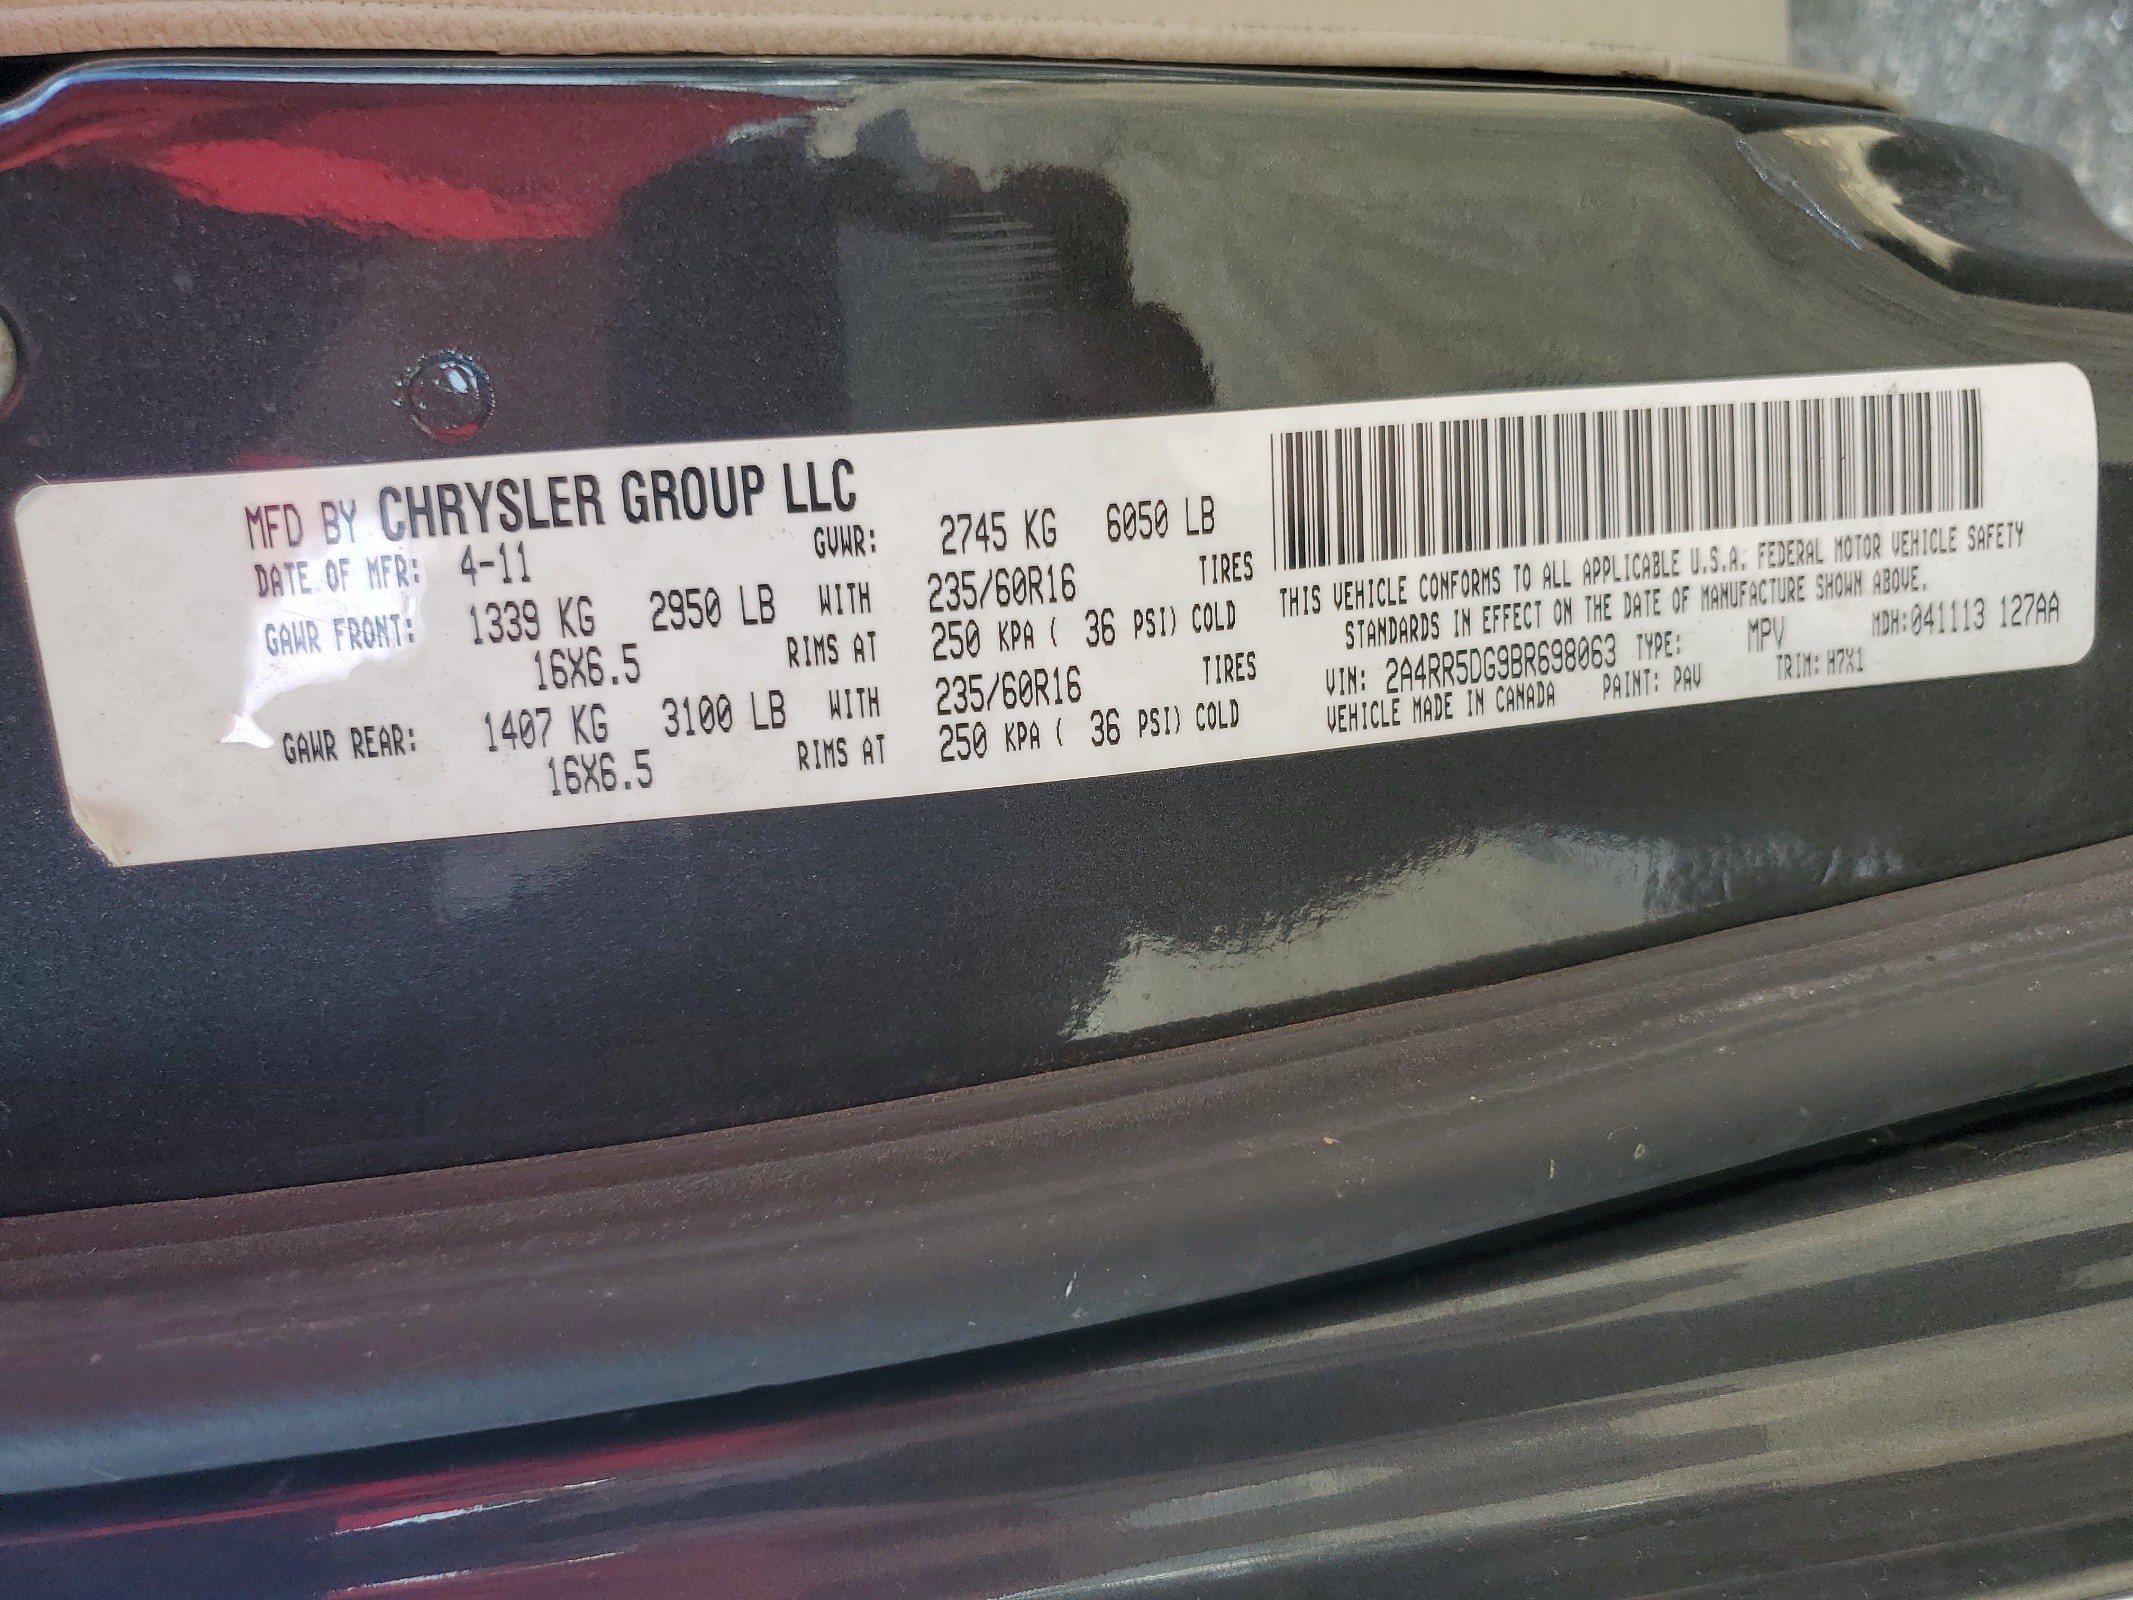 MFD BY CHRYSLER GROUP LLC
DATE OF MFR: 4-11 GVWR: 2745 KG 6050 LB
GAWR FRONT: 1339 KG 2950 LB WITH 235/60R16 TIRES
16X6.5 RIMS AT 250 KPA ( 36 PSI) COLD
GAWR REAR: 1407 KG 3100 LB WITH 235/60R16 TIRES
16X6.5 RIMS AT 250 KPA ( 36 PSI) COLD
THIS VEHICLE CONFORMS TO ALL APPLICABLE U.S.A. FEDERAL MOTOR VEHICLE SAFETY
STANDARDS IN EFFECT ON THE DATE OF MANUFACTURE SHOWN ABOVE.
VIN: 2A4RR5DG9BR698063 TYPE: MPV MDH:041113 127AA
VEHICLE MADE IN CANADA PAINT: PAV TRIM: H7X1